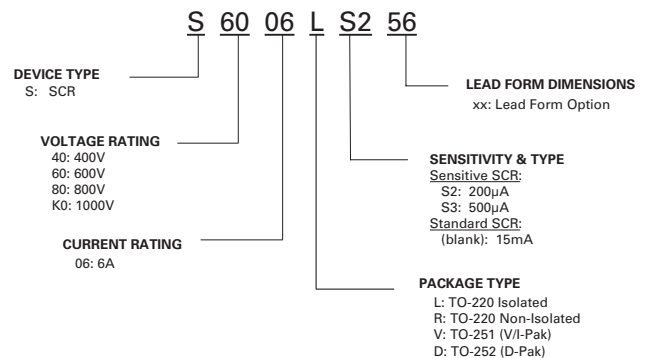 S 60 06 L S2 56
DEVICE TYPE
S: SCR
VOLTAGE RATING
40: 400V
60: 600V
80: 800V
K0: 1000V
CURRENT RATING
06: 6A
LEAD FORM DIMENSIONS
xx: Lead Form Option
SENSITIVITY & TYPE
Sensitive SCR:
S2: 200µA
S3: 500µA
Standard SCR:
(blank): 15mA
PACKAGE TYPE
L: TO-220 Isolated
R: TO-220 Non-Isolated
V: TO-251 (V/I-Pak)
D: TO-252 (D-Pak)